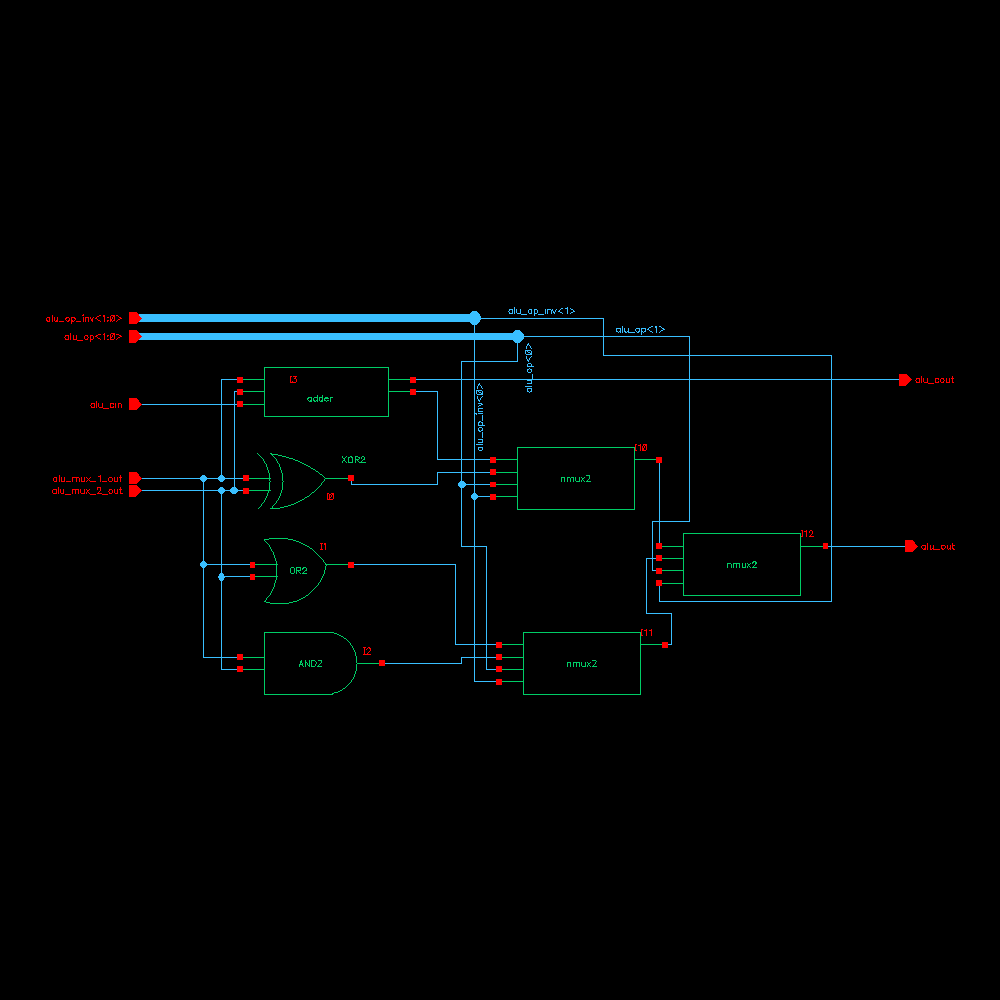 alu_op_inv<1>
alu_op_inv<1:0>
alu_op<1>
alu_op<1:0>
alu_op<0>
I3
alu_cout
adder
alu_cin
alu_op_inv<0>
I10
XOR2
alu_mux_1_out
nmux2
alu_mux_2_out
I0
I12
I1
alu_out
nmux2
OR2
I11
I2
AND2
nmux2